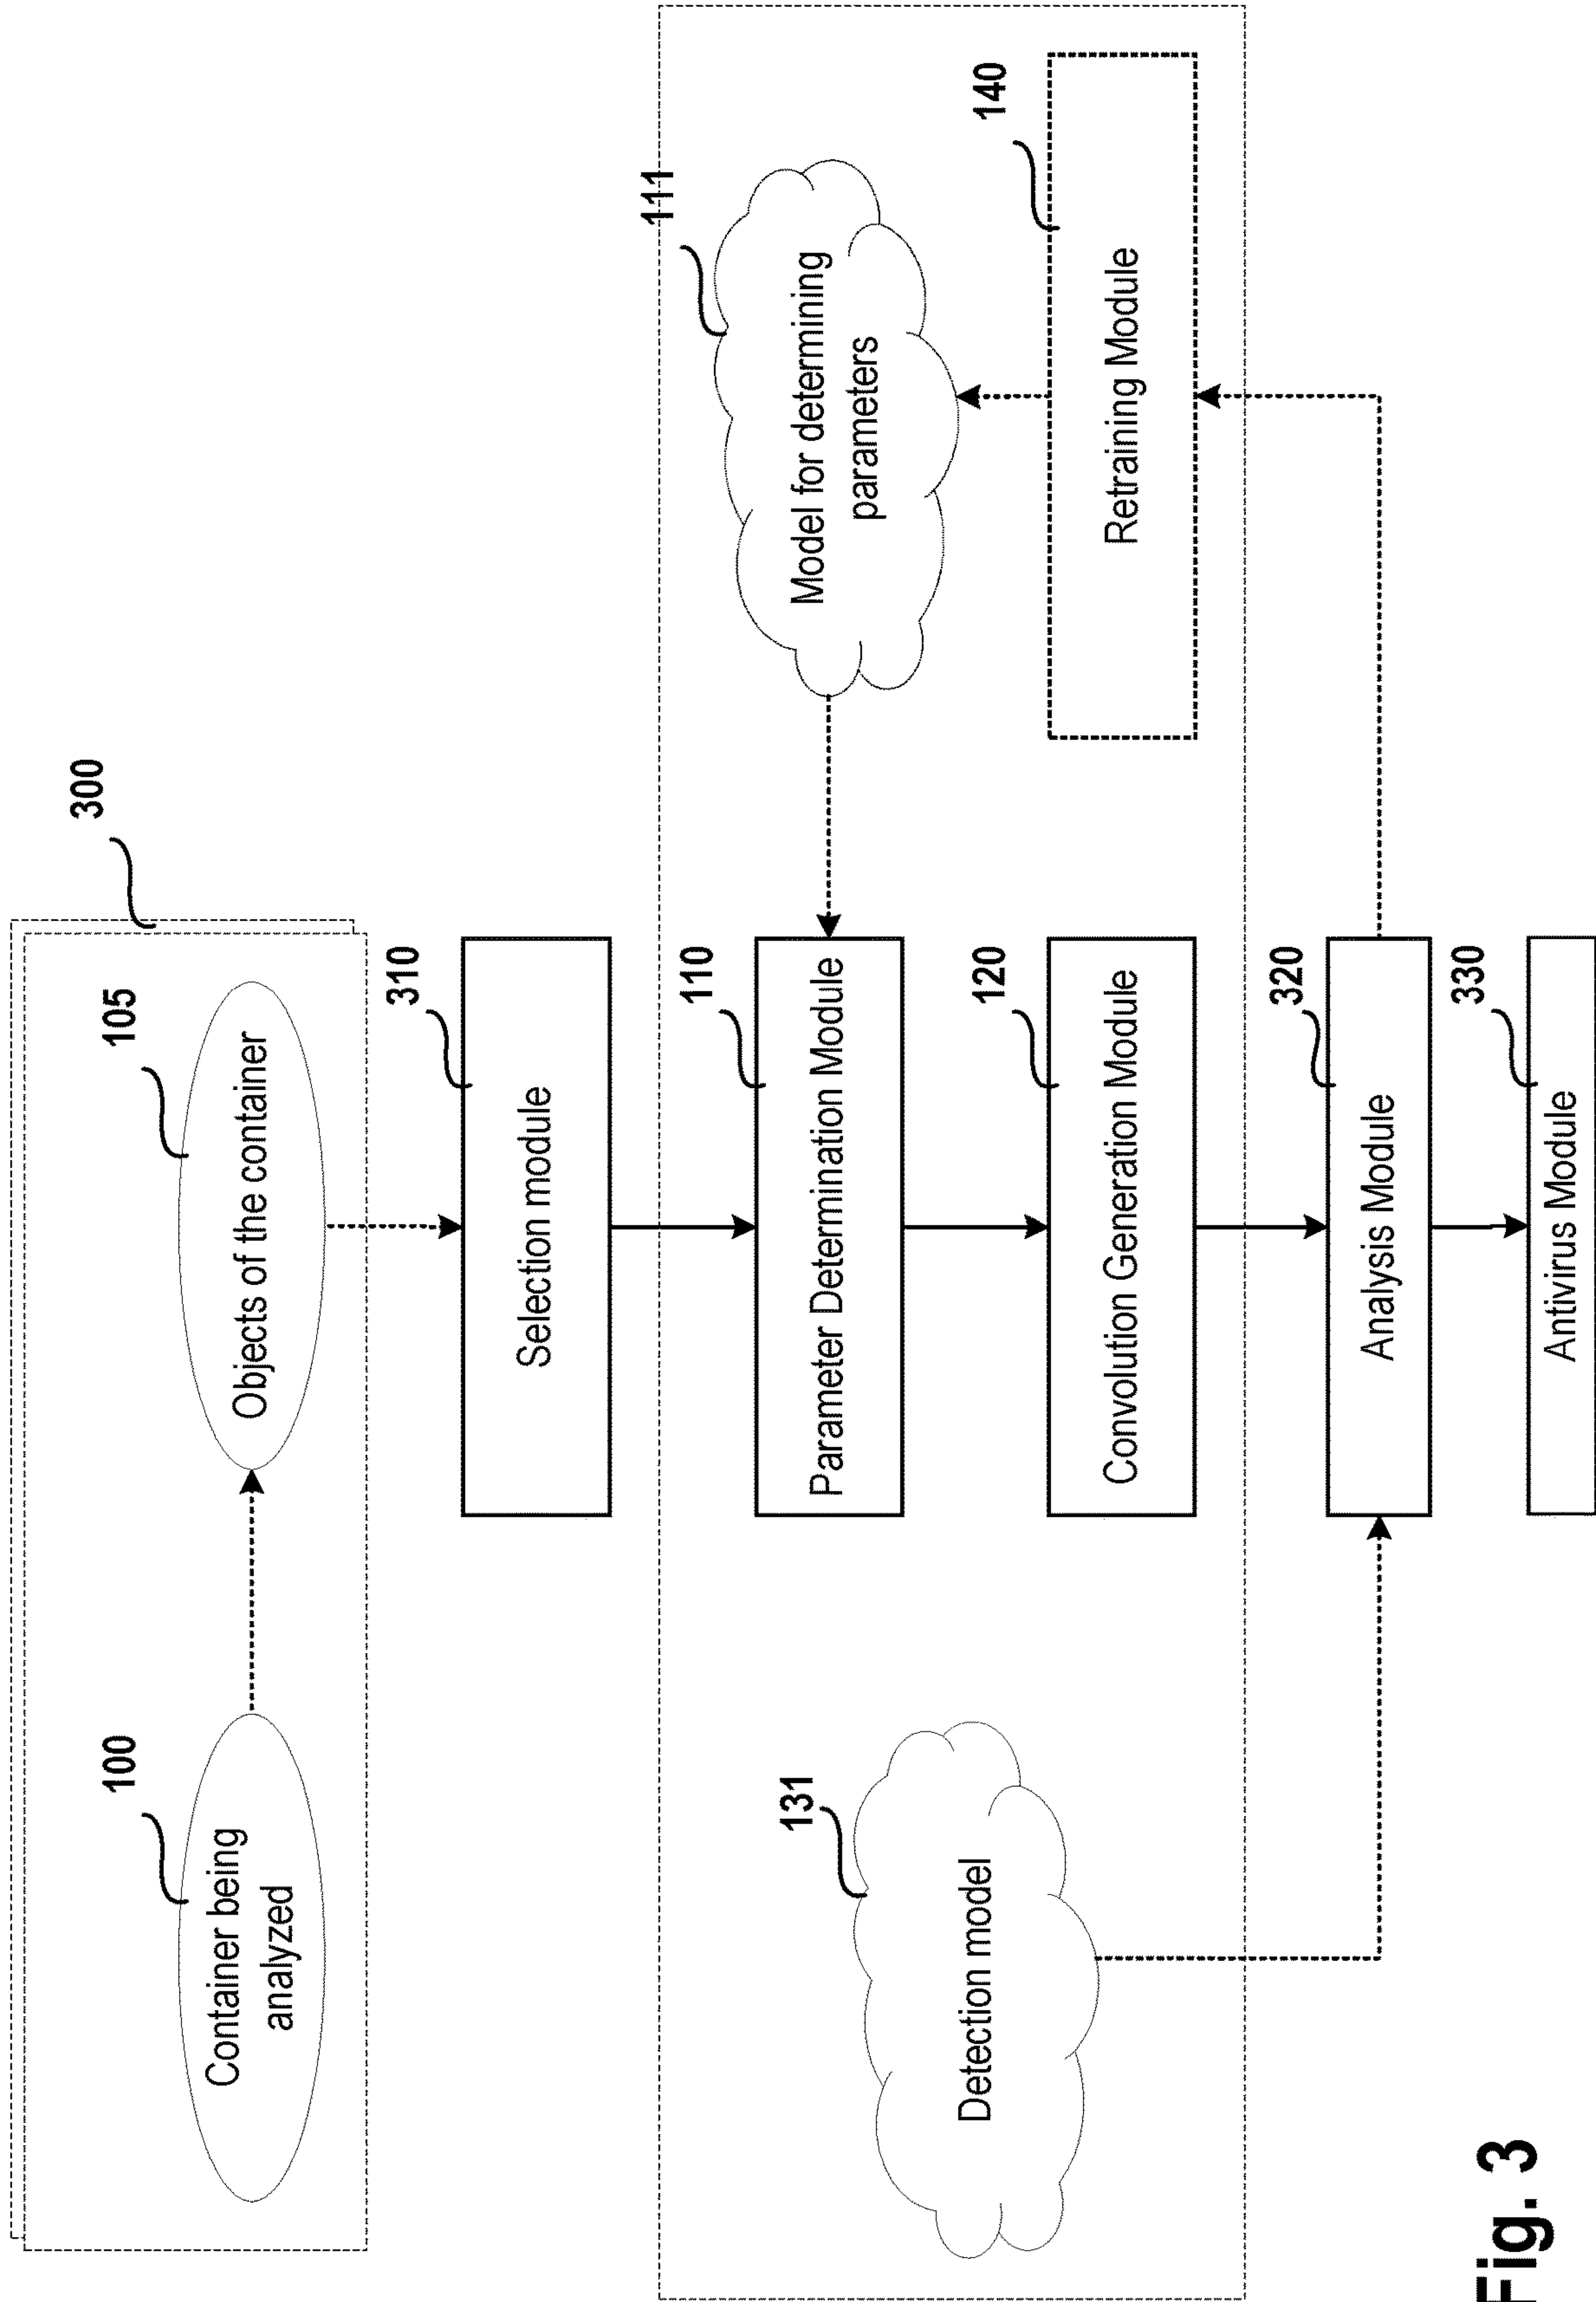 300
100
105
Container being
analyzed
Objects of the container
310
Selection module
111
110
131
Model for determining
parameters
Parameter Determination Module
Detection model
140
120
Retraining Module
Convolution Generation Module
320
Analysis Module
330
Antivirus Module
Fig. 3